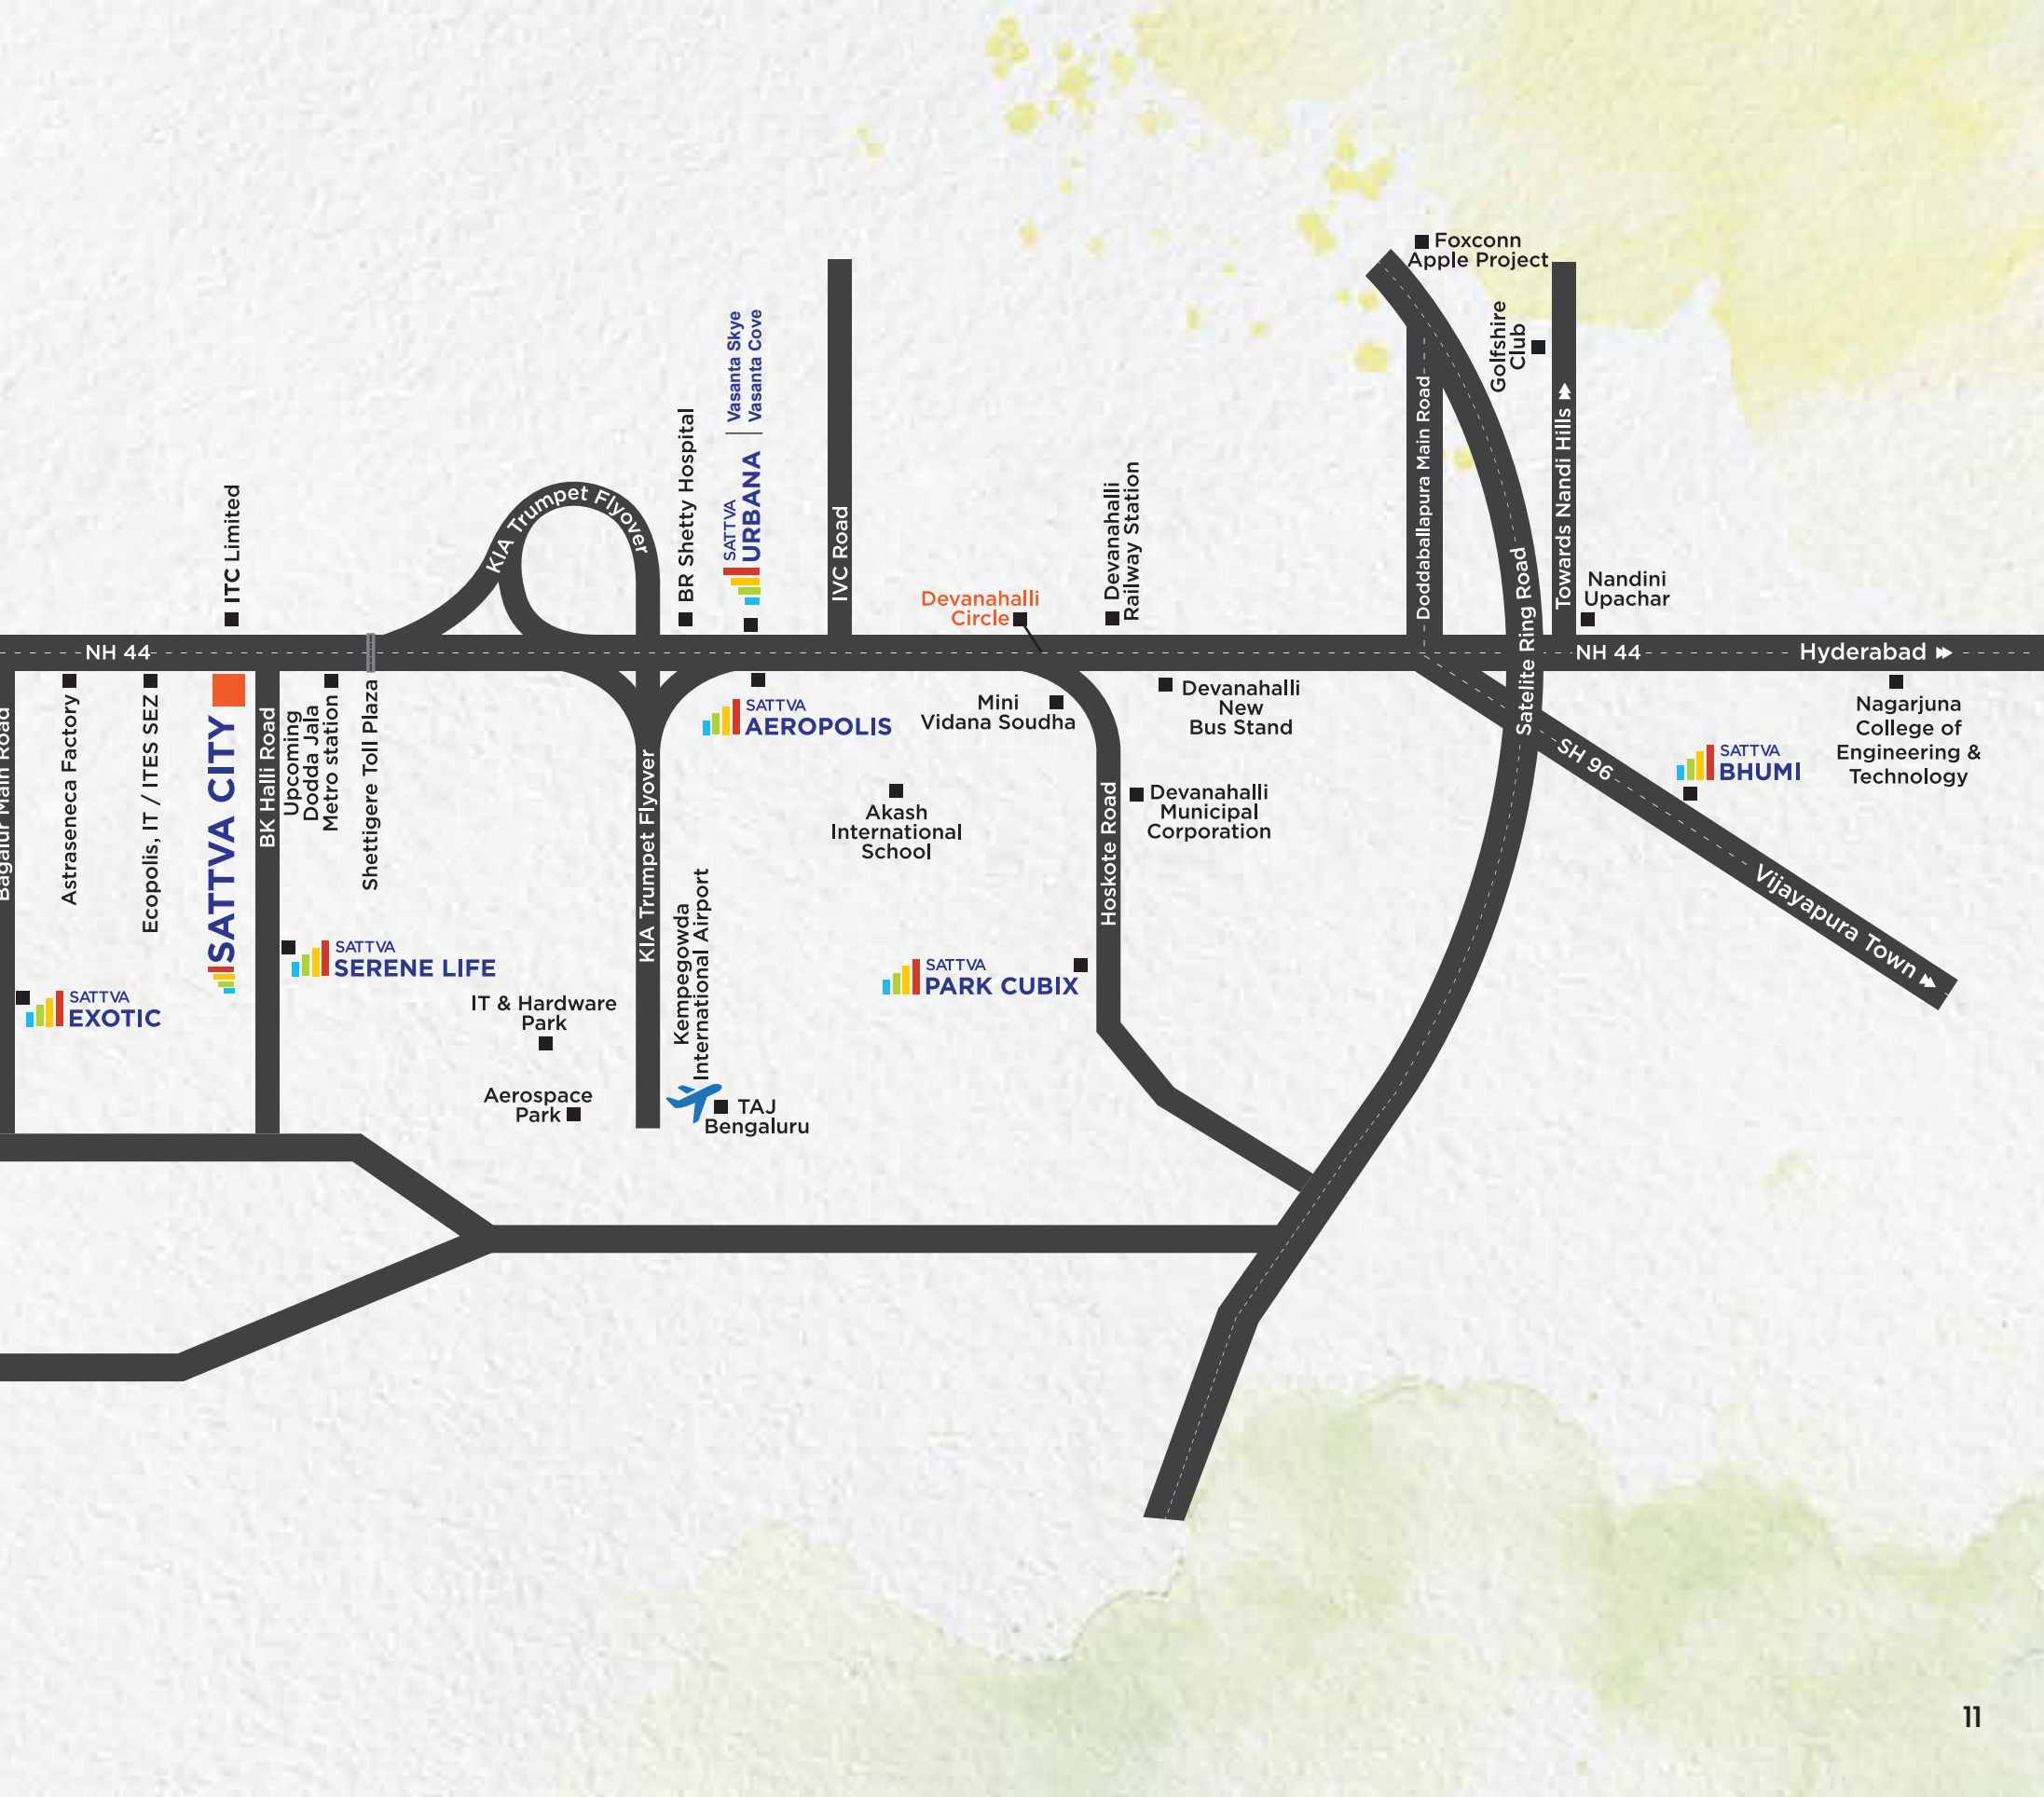 Foxconn
Apple Project
Golfshire
Club
Towards Nandi Hills
Doddaballapura Main Road
Satelite Ring Road
Vasanta Skye
Vasanta Cove
SATTVA
URBANA
BR Shetty Hospital
IVC Road
ITC Limited
KIA Trumpet Flyover
Devanahalli
Circle
Devanahalli
Railway Station
Nandini
Upachar
NH 44
NH 44
Hyderabad
Bagalur Main Road
Astraseneca Factory
Ecopolis, IT / ITES SEZ
SATTVA CITY
BK Halli Road
Upcoming
Dodda Jala
Metro station
Shettigere Toll Plaza
KIA Trumpet Flyover
SATTVA
AEROPOLIS
Mini
Vidana Soudha
Devanahalli
New
Bus Stand
Akash
International
School
Hoskote Road
Devanahalli
Municipal
Corporation
SH 96
SATTVA
BHUMI
Nagarjuna
College of
Engineering &
Technology
Vijayapura Town
SATTVA
EXOTIC
SATTVA
SERENE LIFE
IT & Hardware
Park
Aerospace
Park
Kempegowda
International Airport
TAJ
Bengaluru
SATTVA
PARK CUBIX
11